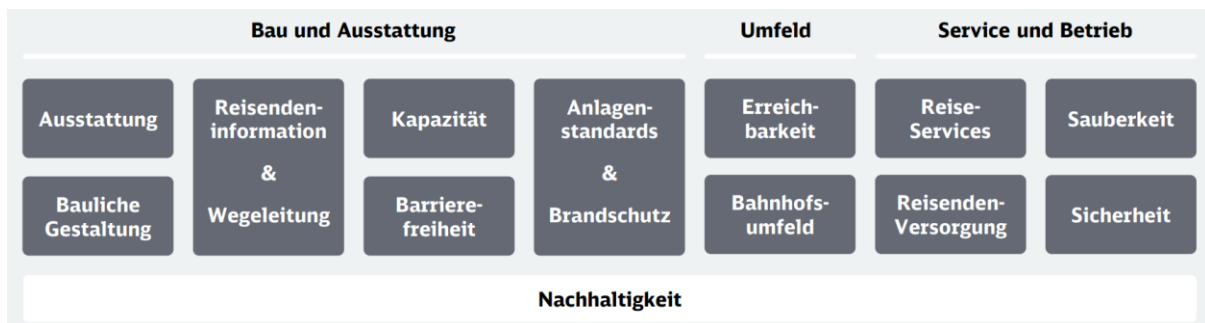 Bau und Ausstattung
Umfeld
Service und Betrieb
Ausstattung
Bauliche
Gestaltung
Reisenden-
information
&
Wegeleitung
Kapazität
Barriere-
freiheit
Anlagen-
standards
&
Brandschutz
Erreich-
barkeit
Bahnhofs-
umfeld
Reise-
Services
Reisenden-
Versorgung
Sauberkeit
Sicherheit
Nachhaltigkeit